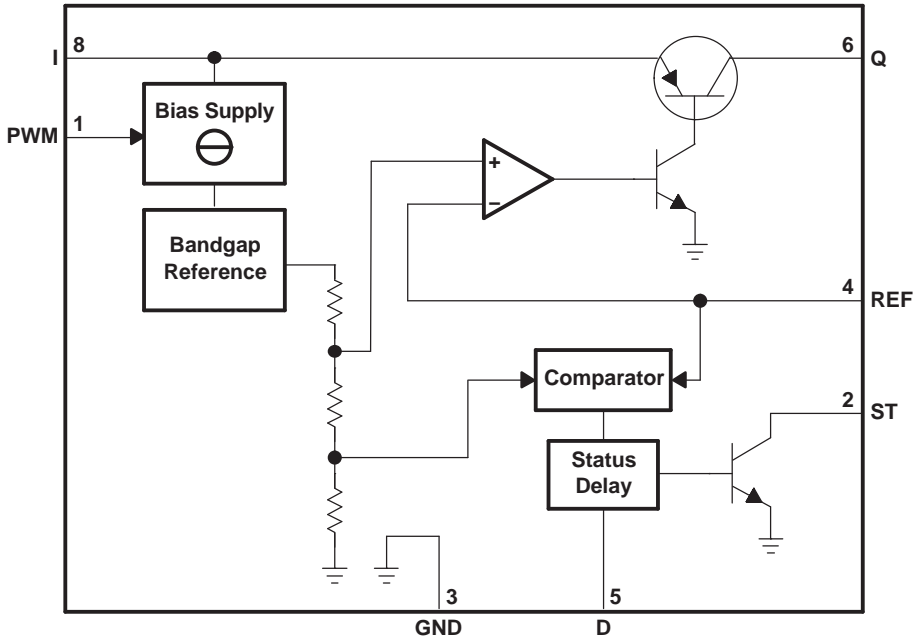 I
8
6
Q
Bias Supply
PWM
1
+
−
Bandgap
Reference
4
REF
Comparator
2
ST
Status
Delay
3
5
GND
D